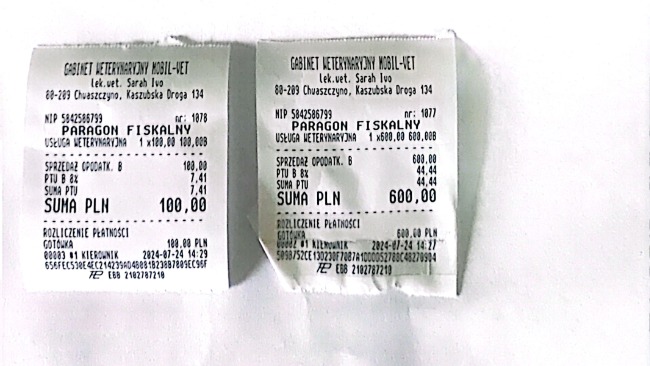 GABINET WETERYNARYJNY MOBIL-VET
lek.wet. Sarah Ivo
80-209 Chwaszczyno, Kaszubska Droga 134
NIP 5842586799 nr: 1078
PARAGON FISKALNY
USŁUGA WETERYNARYJNA 1 x100,00 100,00B
SPRZEDAŻ OPODATK. B 100,00
PTU B 8% 7,41
SUMA PTU 7,41
SUMA PLN 100,00
ROZLICZENIE PŁATNOŚCI
GOTÓWKA 100,00 PLN
00003 #1 KIEROWNIK 2024-07-24 14:29
EBB 2102787210
GABINET WETERYNARYJNY MOBIL-VET
lek.wet. Sarah Ivo
80-209 Chwaszczyno, Kaszubska Droga 134
NIP 5842586799 nr: 1077
PARAGON FISKALNY
USŁUGA WETERYNARYJNA 1 x600,00 600,00B
SPRZEDAŻ OPODATK. B 600,00
PTU B 8% 44,44
SUMA PTU 44,44
SUMA PLN 600,00
ROZLICZENIE PŁATNOŚCI
GOTÓWKA 600,00 PLN
00002 #1 KIEROWNIK 2024-07-24 14:27
EBB 2102787210